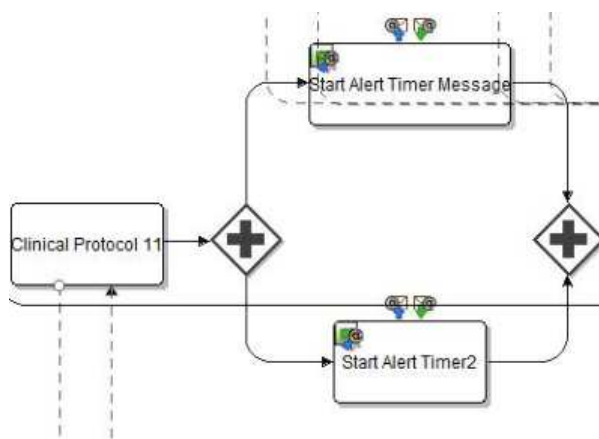 Start Alert Timer Message
Clinical Protocol 11
Start Alert Timer2